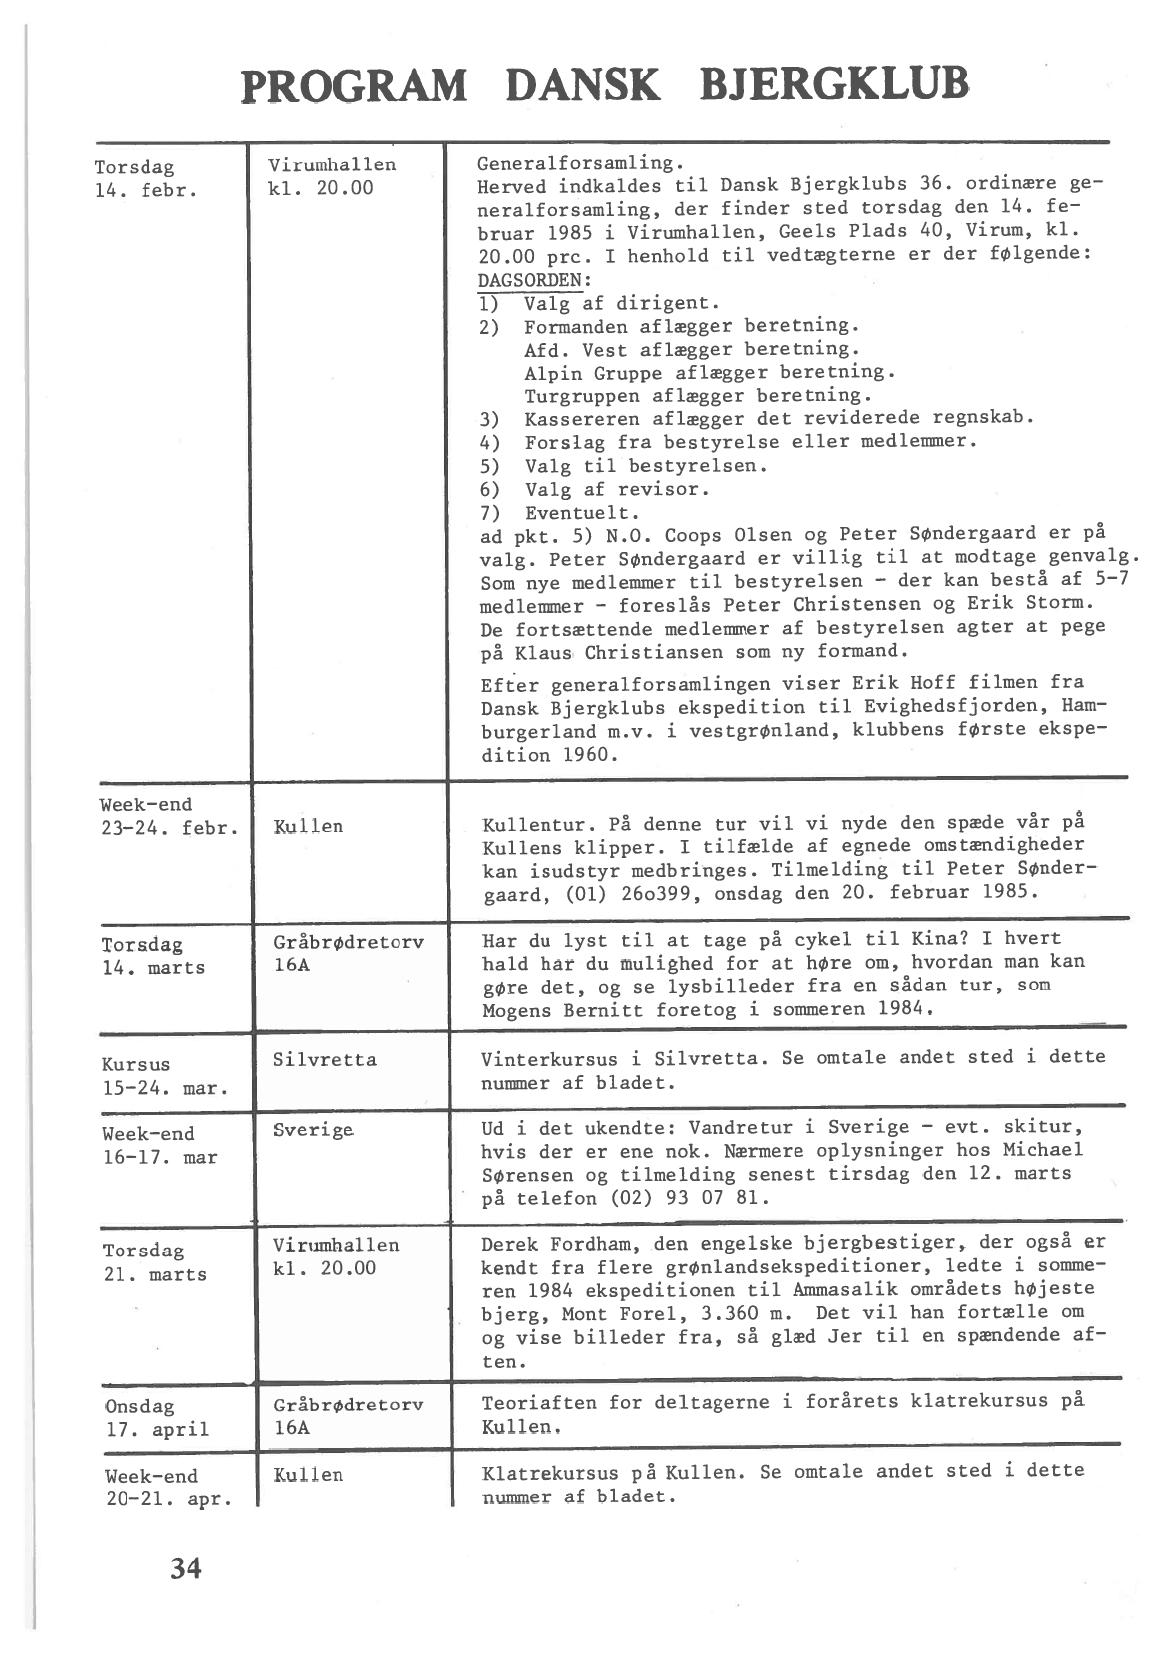 PROGRAM DANSK BJERGKLUB
Torsdag
14. febr.
Virumhallen
kl. 20.00
Generalforsamling.
Herved indkaldes til Dansk Bjergklubs 36. ordinære ge-
neralforsamling, der finder sted torsdag den 14. fe-
bruar 1985 i Virumhallen, Geels Plads 40, Virum, kl.
20.00 prc. I henhold til vedtægterne er der følgende:
DAGSORDEN:
1) Valg af dirigent.
2) Formanden aflægger beretning.
Afd. Vest aflægger beretning.
Alpin Gruppe aflægger beretning.
Turgruppen aflægger beretning.
3) Kassereren aflægger det reviderede regnskab.
4) Forslag fra bestyrelse eller medlemmer.
5) Valg til bestyrelsen.
6) Valg af revisor.
7) Eventuelt.
ad pkt. 5) N.O. Coops Olsen og Peter Søndergaard er på
valg. Peter Søndergaard er villig til at modtage genvalg.
Som nye medlemmer til bestyrelsen - der kan bestå af 5-7
medlemmer - foreslås Peter Christensen og Erik Storm.
De fortsættende medlemmer af bestyrelsen agter at pege
på Klaus Christiansen som ny formand.
Efter generalforsamlingen viser Erik Hoff filmen fra
Dansk Bjergklubs ekspedition til Evighedsfjorden, Ham-
burgerland m.v. i vestgrønland, klubbens første ekspe-
dition 1960.
Week-end
23-24. febr.
Kullen
Kullentur. På denne tur vil vi nyde den spæde vår på
Kullens klipper. I tilfælde af egnede omstændigheder
kan isudstyr medbringes. Tilmelding til Peter Sønder-
gaard, (01) 26o399, onsdag den 20. februar 1985.
Torsdag
14. marts
Gråbrødretorv
16A
Har du lyst til at tage på cykel til Kina? I hvert
hald har du mulighed for at høre om, hvordan man kan
gøre det, og se lysbilleder fra en sådan tur, som
Mogens Bernitt foretog i sommeren 1984.
Kursus
15-24. mar.
Silvretta
Vinterkursus i Silvretta. Se omtale andet sted i dette
nummer af bladet.
Week-end
16-17. mar
Sverige
Ud i det ukendte: Vandretur i Sverige - evt. skitur,
hvis der er ene nok. Nærmere oplysninger hos Michael
Sørensen og tilmelding senest tirsdag den 12. marts
på telefon (02) 93 07 81.
Torsdag
21. marts
Virumhallen
kl. 20.00
Derek Fordham, den engelske bjergbestiger, der også er
kendt fra flere grønlandsekspeditioner, ledte i somme-
ren 1984 ekspeditionen til Ammasalik områdets højeste
bjerg, Mont Forel, 3.360 m. Det vil han fortælle om
og vise billeder fra, så glæd Jer til en spændende af-
ten.
Onsdag
17. april
Gråbrødretorv
16A
Teoriaften for deltagerne i forårets klatrekursus på
Kullen.
Week-end
20-21. apr.
Kullen
Klatrekursus på Kullen. Se omtale andet sted i dette
nummer af bladet.
34